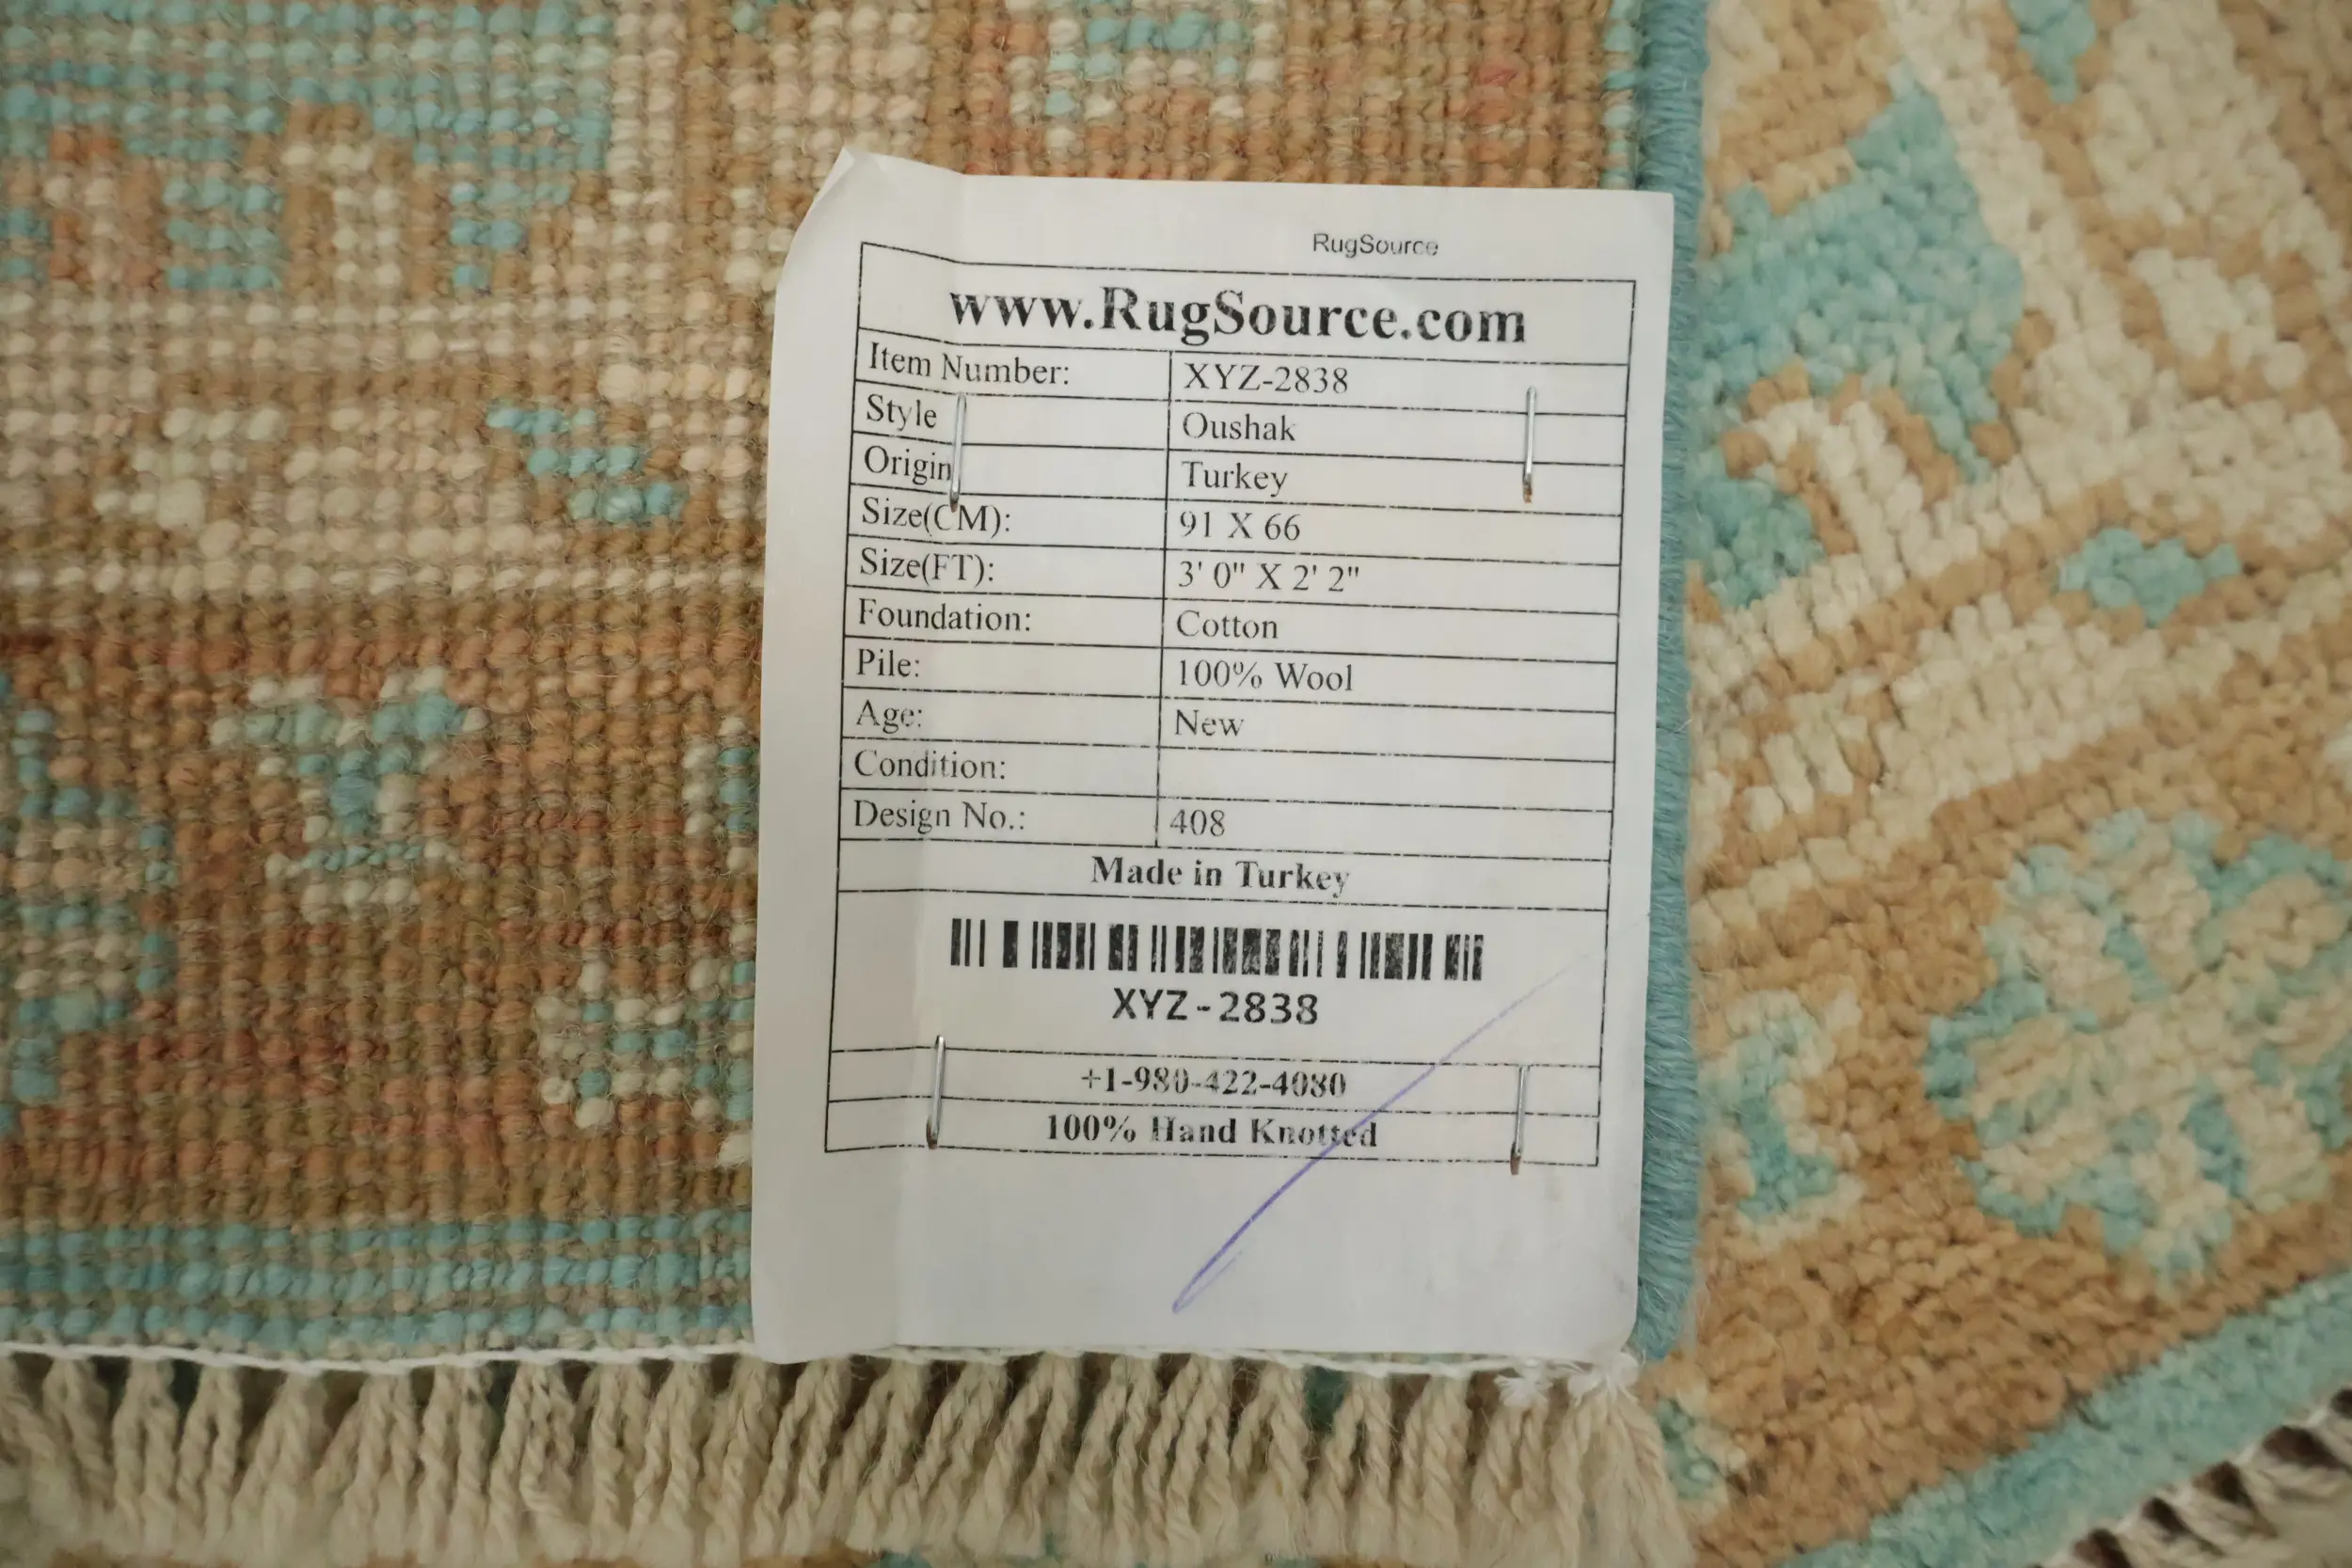 RugSource
www.RugSource.com
Item Number: XYZ-2838
Style Oushak
Origin Turkey
Size(CM): 91 X 66
Size(FT): 3' 0" X 2' 2"
Foundation: Cotton
Pile: 100% Wool
Age: New
Condition:
Design No.: 408
Made in Turkey
XYZ-2838
+1-980-422-4080
100% Hand Knotted